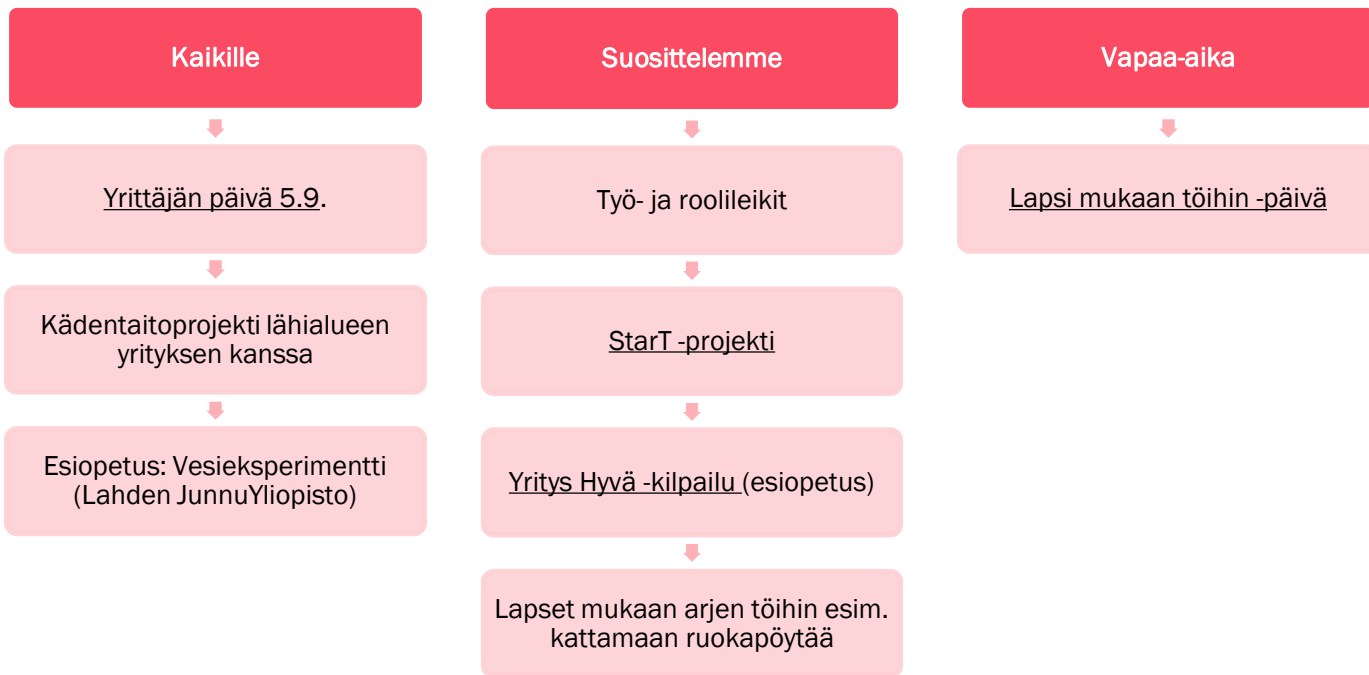 Kaikille
Yrittäjän päivä 5.9.
Kädentaitoprojekti lähialueen
yrityksen kanssa
Esiopetus: Vesieksperimentti
(Lahden JunnuYliopisto)
Suosittelemme
Työ- ja roolileikit
StarT -projekti
Yritys Hyvä -kilpailu (esiopetus)
Lapset mukaan arjen töihin esim.
kattamaan ruokapöytää
Vapaa-aika
Lapsi mukaan töihin -päivä